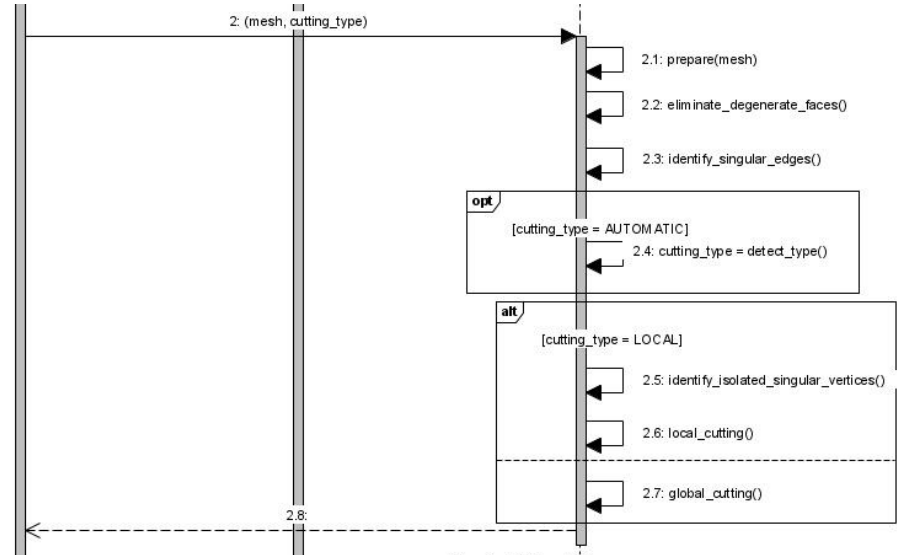 2: (mesh, cutting_type)
2.1: prepare(mesh)
2.2: eliminate_degenerate_faces()
2.3: identify_singular_edges()
opt
[cutting_type = AUTOMATIC]
2.4: cutting_type = detect_type()
alt
[cutting_type = LOCAL]
2.5: identify_isolated_singular_vertices()
2.6: local_cutting()
2.7: global_cutting()
2.8: